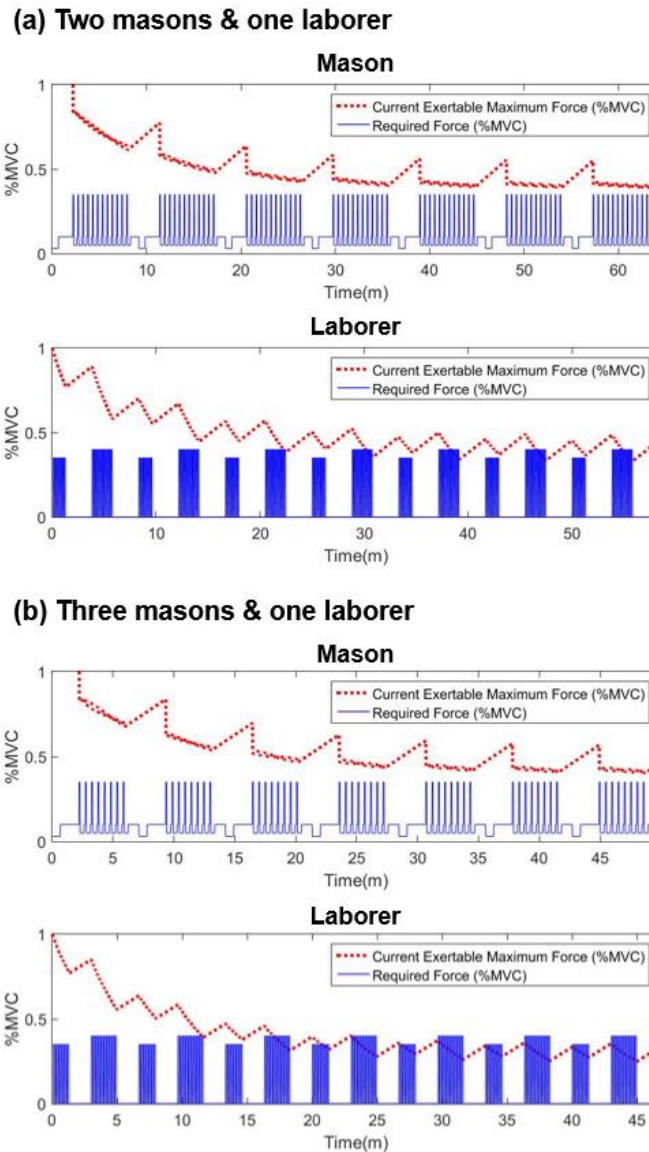 (a) Two masons & one laborer
Mason
1
0.5
0
%MVC
Current Exertable Maximum Force (%MVC)
Required Force (%MVC)
0 10 20 30 40 50 60
Time(m)
Laborer
1
0.5
0
%MVC
Current Exertable Maximum Force (%MVC)
Required Force (%MVC)
0 10 20 30 40 50
Time(m)
(b) Three masons & one laborer
Mason
1
0.5
0
%MVC
Current Exertable Maximum Force (%MVC)
Required Force (%MVC)
0 5 10 15 20 25 30 35 40 45
Time(m)
Laborer
1
0.5
0
%MVC
Current Exertable Maximum Force (%MVC)
Required Force (%MVC)
0 5 10 15 20 25 30 35 40 45
Time(m)